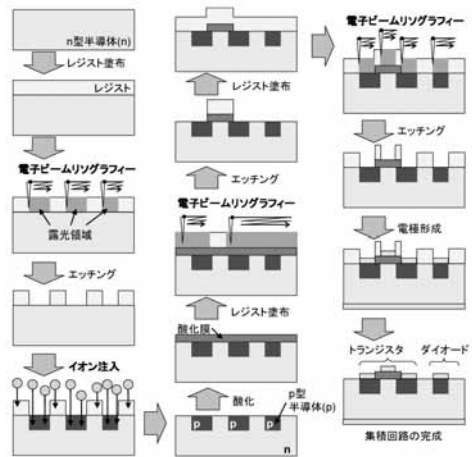 n型半導体(n)
レジスト塗布
レジスト
電子ビームリソグラフィー
露光領域
エッチング
イオン注入
p型
半導体(p)
p p p
n
酸化
酸化膜
レジスト塗布
電子ビームリソグラフィー
エッチング
レジスト塗布
電子ビームリソグラフィー
エッチング
電極形成
トランジスタ ダイオード
集積回路の完成